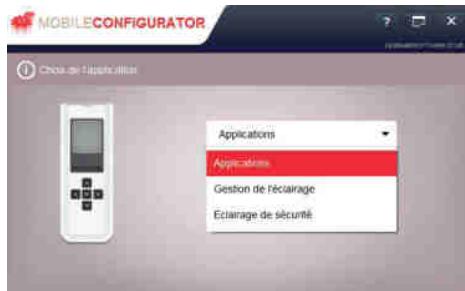 MOBILECONFIGURATOR
?
Choix de l'application
Applications
Applications
Gestion de l'éclairage
Eclairage de sécurité